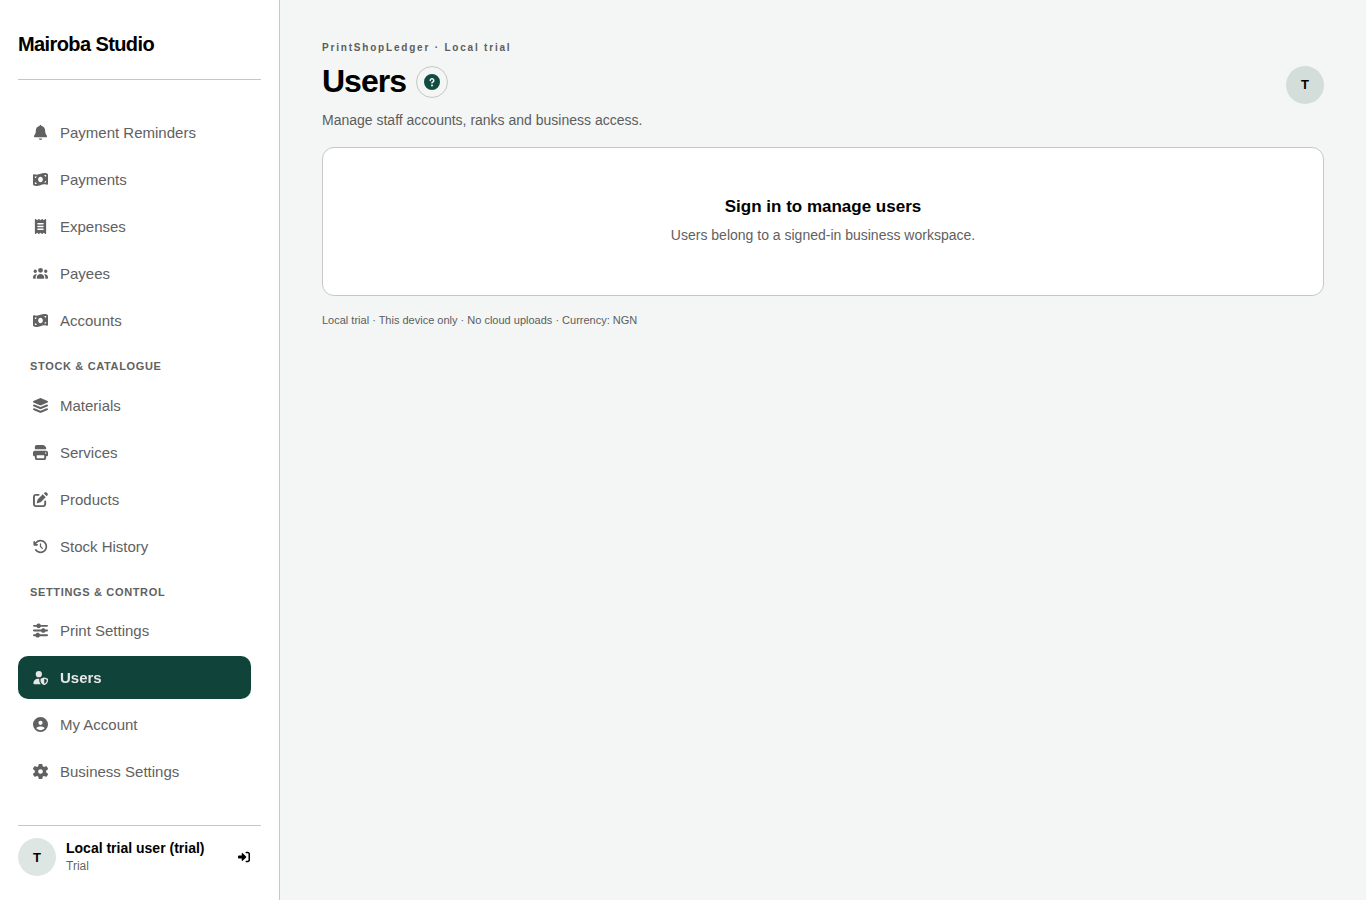 Mairoba Studio
Payment Reminders
Payments
Expenses
Payees
Accounts
STOCK & CATALOGUE
Materials
Services
Products
Stock History
SETTINGS & CONTROL
Print Settings
Users
My Account
Business Settings
T
Local trial user (trial)
Trial
PrintShopLedger · Local trial
Users
?
T
Manage staff accounts, ranks and business access.
Sign in to manage users
Users belong to a signed-in business workspace.
Local trial · This device only · No cloud uploads · Currency: NGN